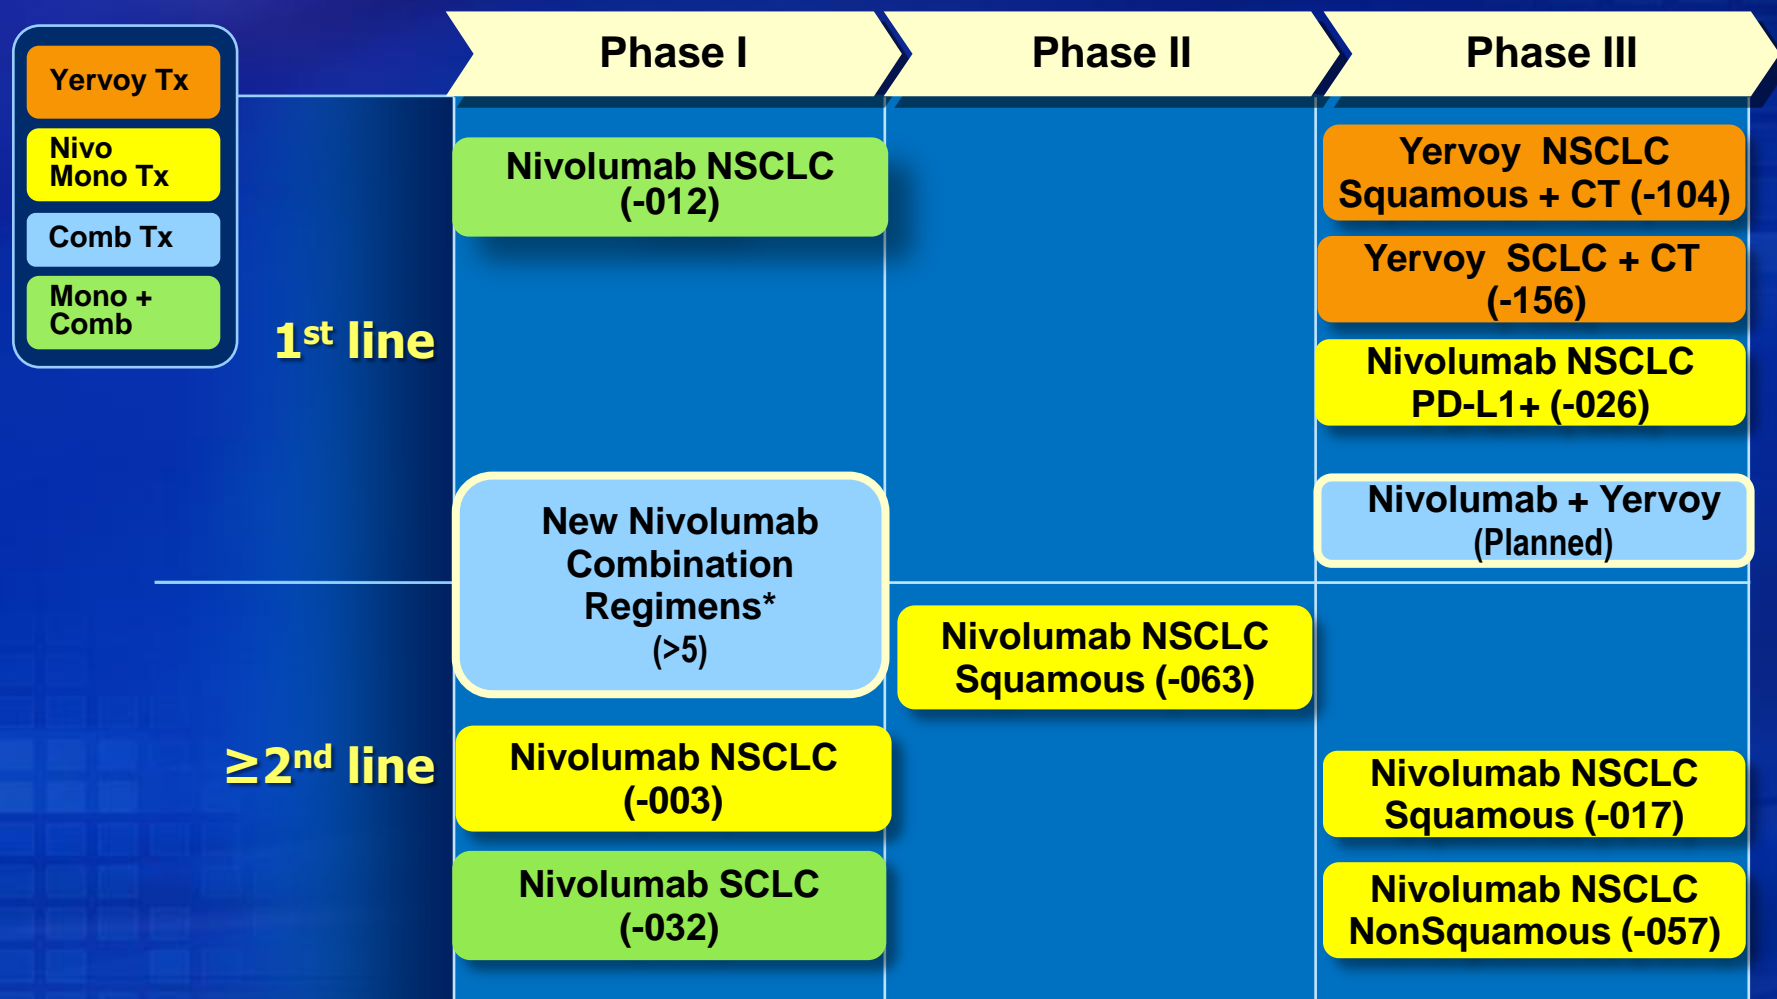 Yervoy Tx
Nivo
Mono Tx
Comb Tx
Mono +
Comb
Phase I
Phase II
Phase III
1st line
Nivolumab NSCLC
(-012)
Yervoy NSCLC
Squamous + CT (-104)
Yervoy SCLC + CT
(-156)
Nivolumab NSCLC
PD-L1+ (-026)
Nivolumab + Yervoy
(Planned)
New Nivolumab
Combination
Regimens*
(>5)
≥2nd line
Nivolumab NSCLC
Squamous (-063)
Nivolumab NSCLC
(-003)
Nivolumab NSCLC
Squamous (-017)
Nivolumab SCLC
(-032)
Nivolumab NSCLC
NonSquamous (-057)